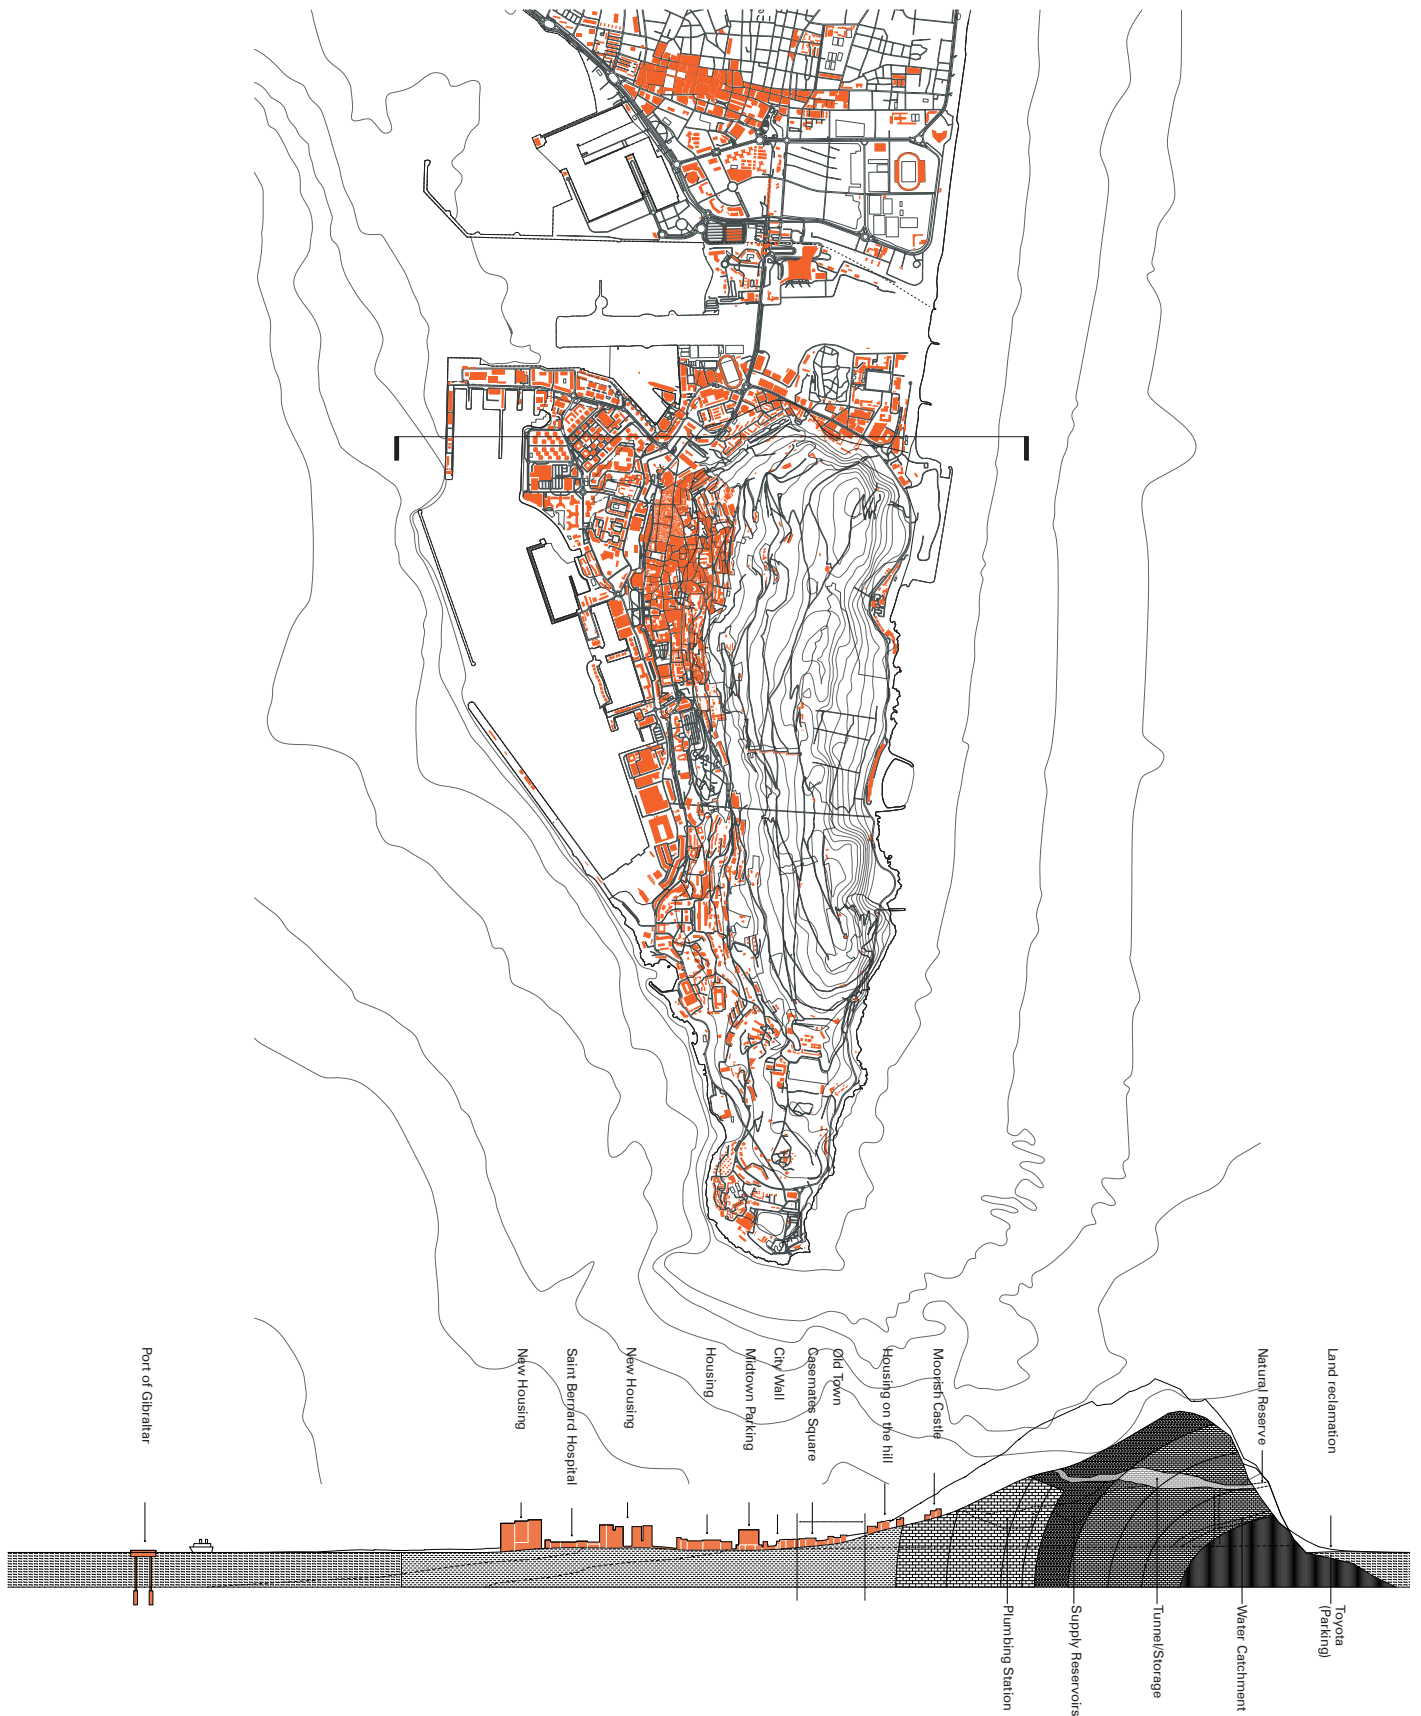 Port of Gibraltar
New Housing
Saint Bernard Hospital
New Housing
Housing
Midtown Parking
City Wall
Casemates Square
Old Town
Housing on the hill
Moorish Castle
Natural Reserve
Land reclamation
Plumbing Station
Supply Reservoirs
Tunnel/Storage
Water Catchment
Toyota
(Parking)